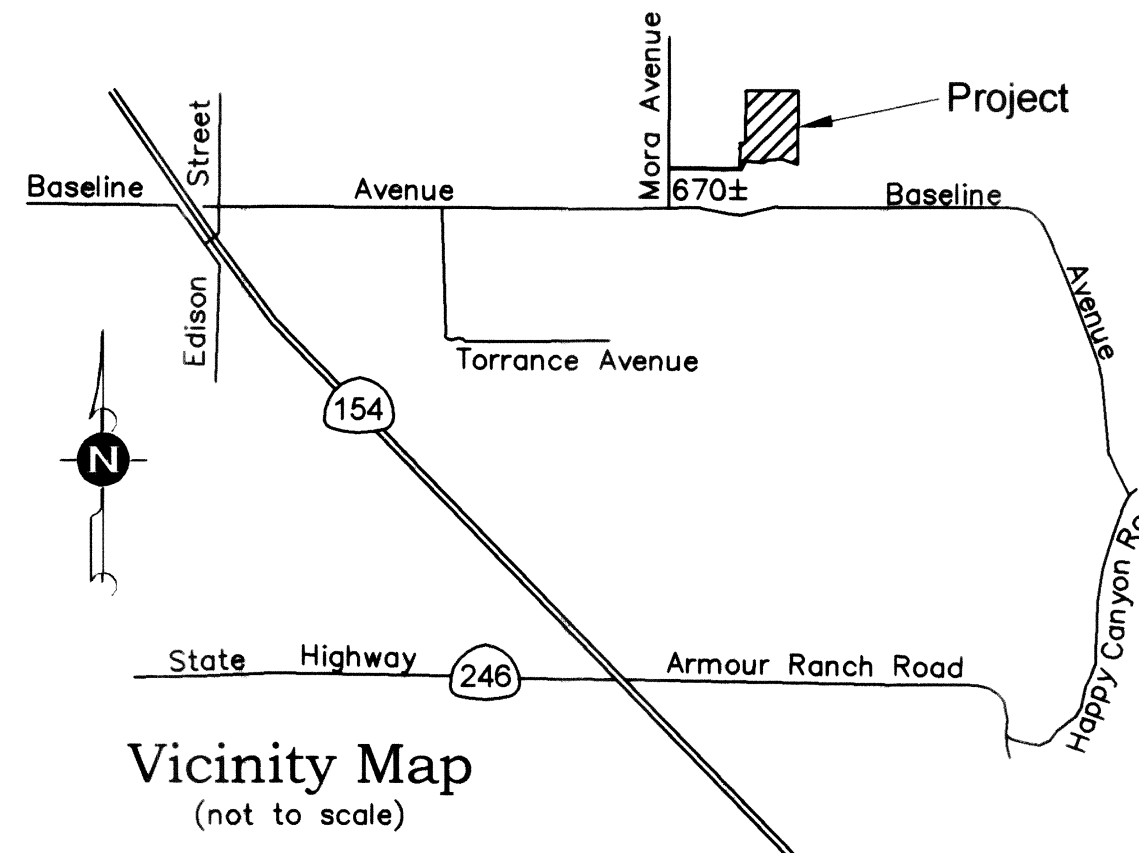 Mora Avenue
Project
Street
Baseline
Avenue
670±
Baseline
Edison
Avenue
Torrance Avenue
154
N
Happy Canyon
State Highway
246
Armour Ranch Road
Vicinity Map
(not to scale)